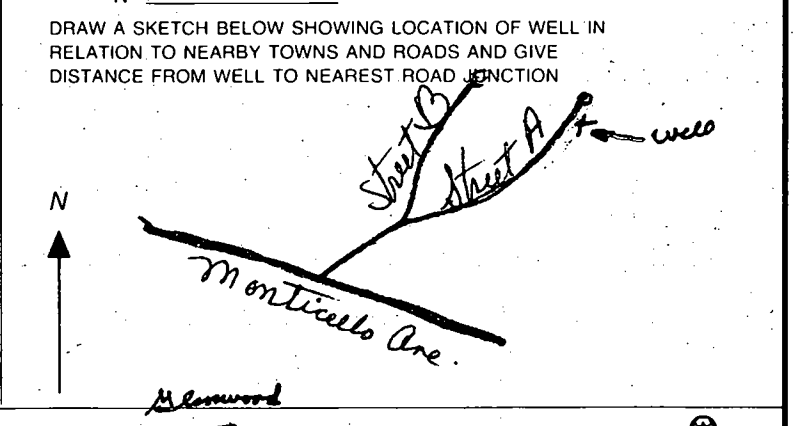 DRAW A SKETCH BELOW SHOWING LOCATION OF WELL IN
RELATION TO NEARBY TOWNS AND ROADS AND GIVE
DISTANCE FROM WELL TO NEAREST ROAD JUNCTION
Street B
Street A
well
N
Monticello Ave.
Glenwood